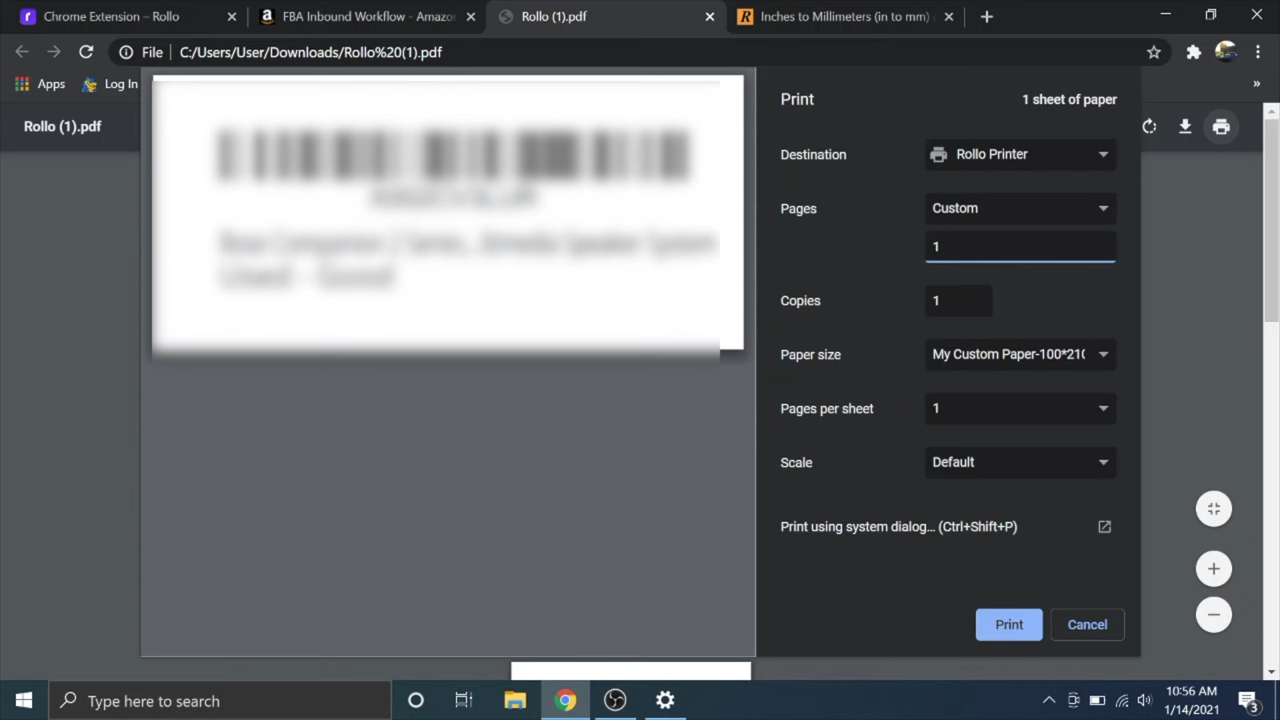 Chrome Extension – Rollo
FBA Inbound Workflow - Amazo
Rollo (1).pdf
Inches to Millimeters (in to mm)
File C:/Users/User/Downloads/Rollo%20(1).pdf
Apps
Log In
»
Rollo (1).pdf
Print
1 sheet of paper
Destination
Rollo Printer
Pages
Custom
1
Copies
1
Paper size
My Custom Paper-100*210
Pages per sheet
1
Scale
Default
Print using system dialog... (Ctrl+Shift+P)
Print
Cancel
Type here to search
10:56 AM
1/14/2021
3